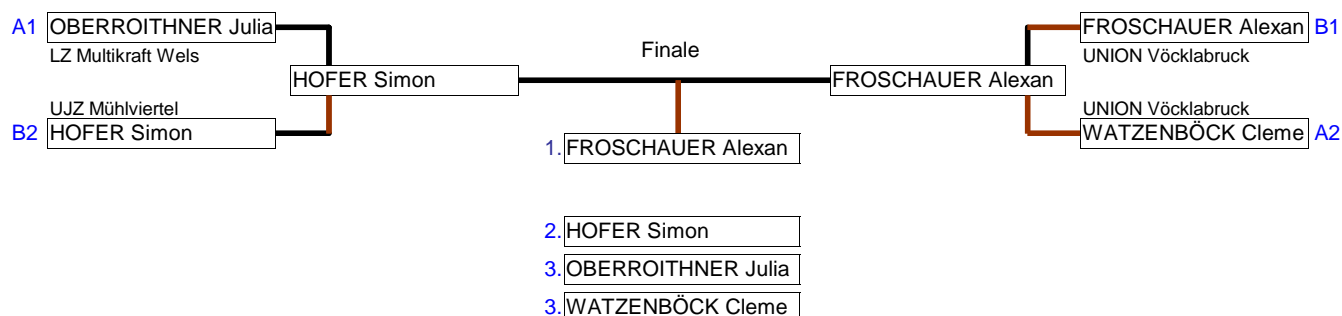 A1 OBERROITHNER Julia
LZ Multikraft Wels
HOFER Simon
UJZ Mühlviertel
B2 HOFER Simon
Finale
FROSCHAUER Alexan B1
UNION Vöcklabruck
FROSCHAUER Alexan
UNION Vöcklabruck
WATZENBÖCK Cleme A2
1. FROSCHAUER Alexan
2. HOFER Simon
3. OBERROITHNER Julia
3. WATZENBÖCK Cleme